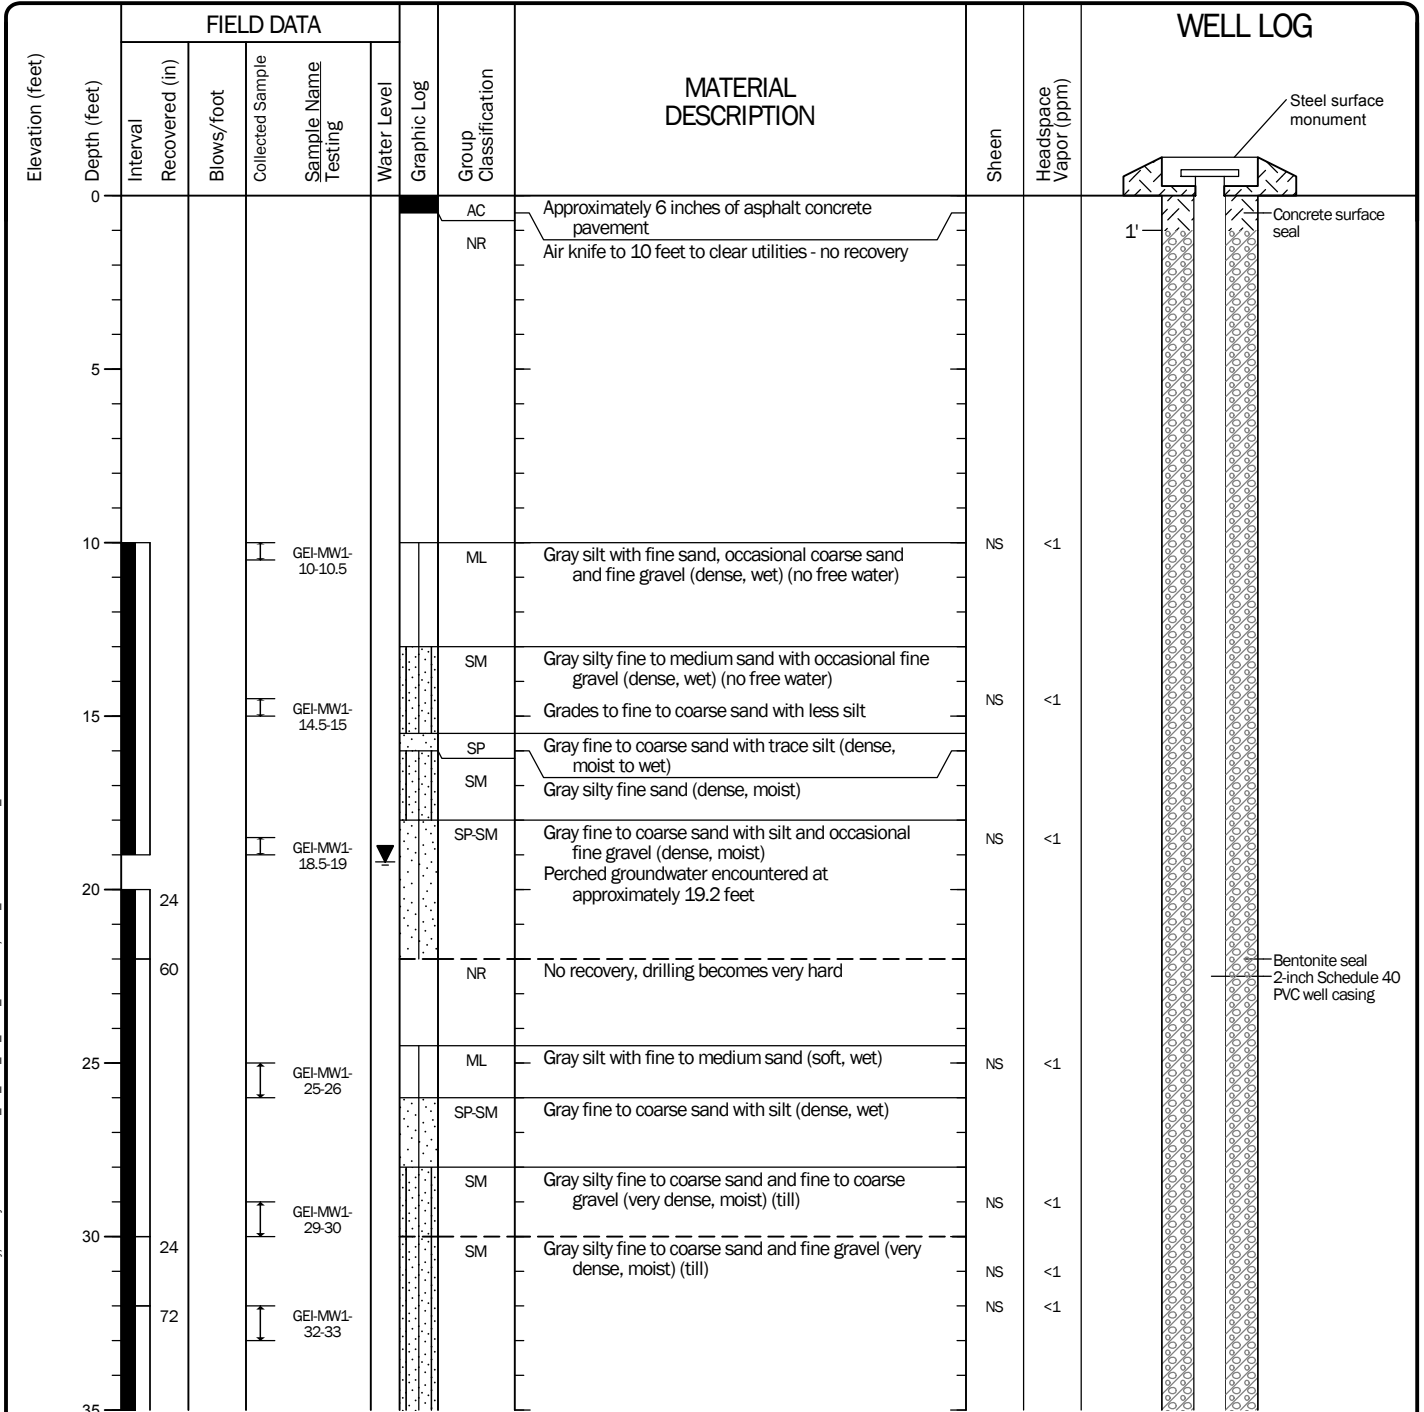 FIELD DATA
WELL LOG
Elevation (feet)
Depth (feet)
Interval
Recovered (in)
Blows/foot
Collected Sample
Sample Name
Testing
Water Level
Graphic Log
Group
Classification
MATERIAL
DESCRIPTION
Sheen
Headspace
Vapor (ppm)
Steel surface
monument
0
AC
Approximately 6 inches of asphalt concrete
pavement
Concrete surface
seal
1'
NR
Air knife to 10 feet to clear utilities - no recovery
5
10
GEI-MW1-
10-10.5
ML
Gray silt with fine sand, occasional coarse sand
and fine gravel (dense, wet) (no free water)
NS
<1
SM
Gray silty fine to medium sand with occasional fine
gravel (dense, wet) (no free water)
15
GEI-MW1-
14.5-15
Grades to fine to coarse sand with less silt
NS
<1
SP
Gray fine to coarse sand with trace silt (dense,
moist to wet)
SM
Gray silty fine sand (dense, moist)
GEI-MW1-
18.5-19
SP-SM
Gray fine to coarse sand with silt and occasional
fine gravel (dense, moist)
NS
<1
Perched groundwater encountered at
approximately 19.2 feet
20
24
60
NR
No recovery, drilling becomes very hard
Bentonite seal
2-inch Schedule 40
PVC well casing
25
GEI-MW1-
25-26
ML
Gray silt with fine to medium sand (soft, wet)
NS
<1
SP-SM
Gray fine to coarse sand with silt (dense, wet)
GEI-MW1-
29-30
SM
Gray silty fine to coarse sand and fine to coarse
gravel (very dense, moist) (till)
NS
<1
30
24
SM
Gray silty fine to coarse sand and fine gravel (very
dense, moist) (till)
NS
<1
72
GEI-MW1-
32-33
NS
<1
35